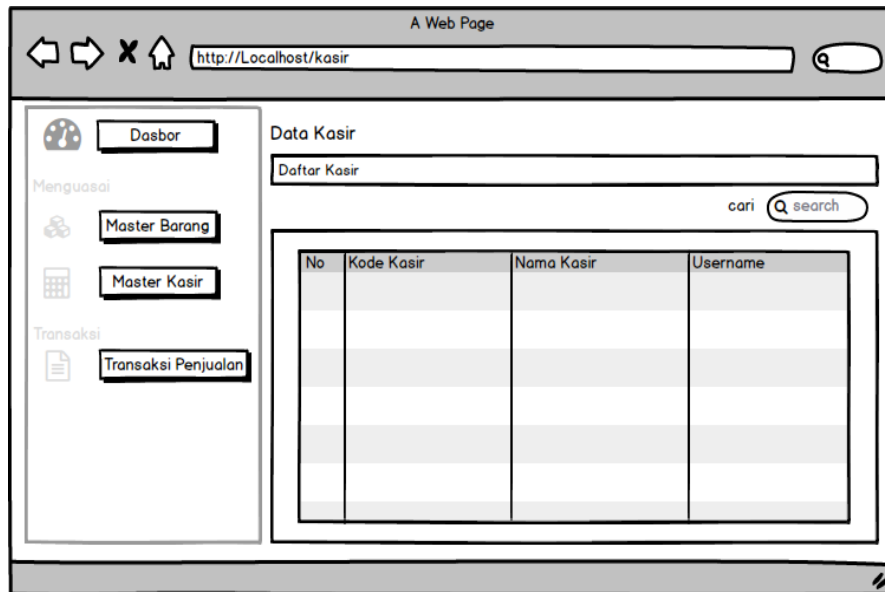 A Web Page
http://Localhost/kasir
Dasbor
Menguasai
Master Barang
Master Kasir
Transaksi
Transaksi Penjualan
Data Kasir
Daftar Kasir
cari search
No Kode Kasir Nama Kasir Username